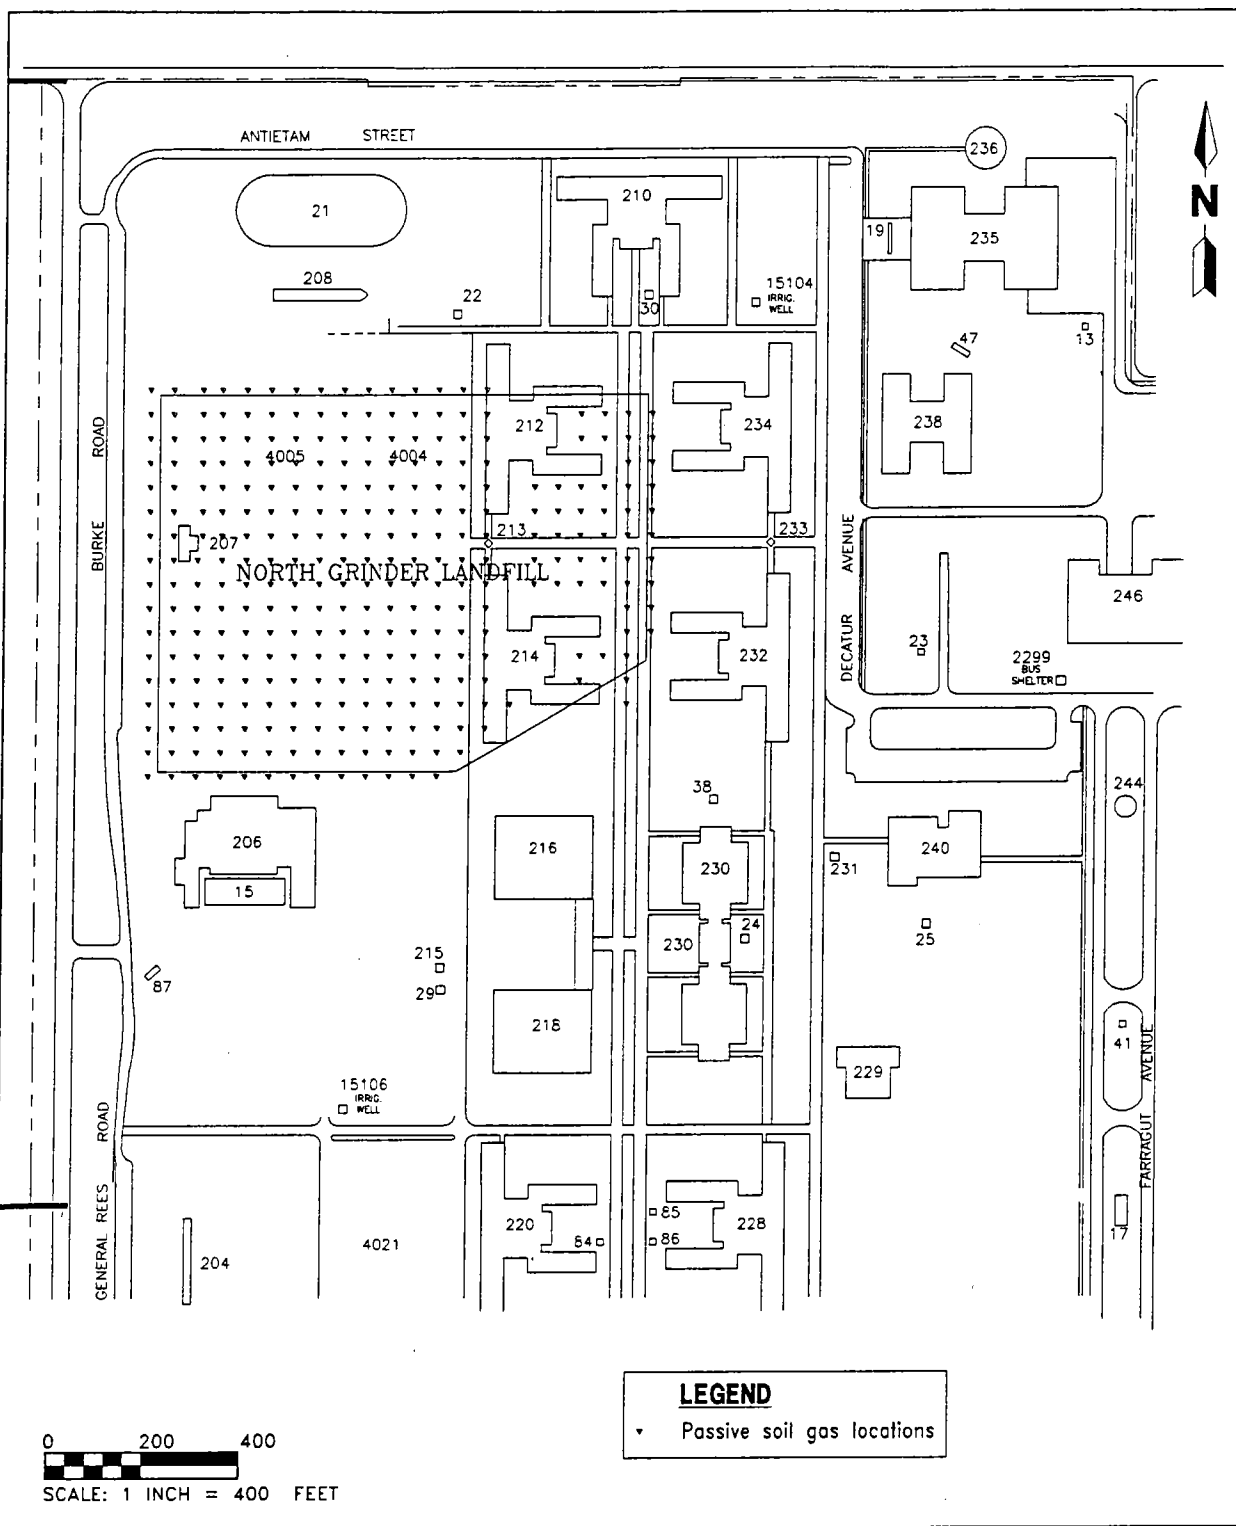 ANTIETAM STREET
236
210
21
19
235
208
22
30
15104
IRRIG.
WELL
13
47
BURKE ROAD
212
234
238
4005
4004
213
233
207
NORTH GRINDER LANDFILL
DECATUR AVENUE
246
214
232
23
2299
BUS
SHELTER
38
244
206
216
230
240
231
15
24
230
25
215
87
29
218
41
229
15106
IRRIG.
WELL
GENERAL REES ROAD
FARRAGUT AVENUE
85
220
228
84
86
17
204
4021
LEGEND
Passive soil gas locations
N
0 200 400
SCALE: 1 INCH = 400 FEET